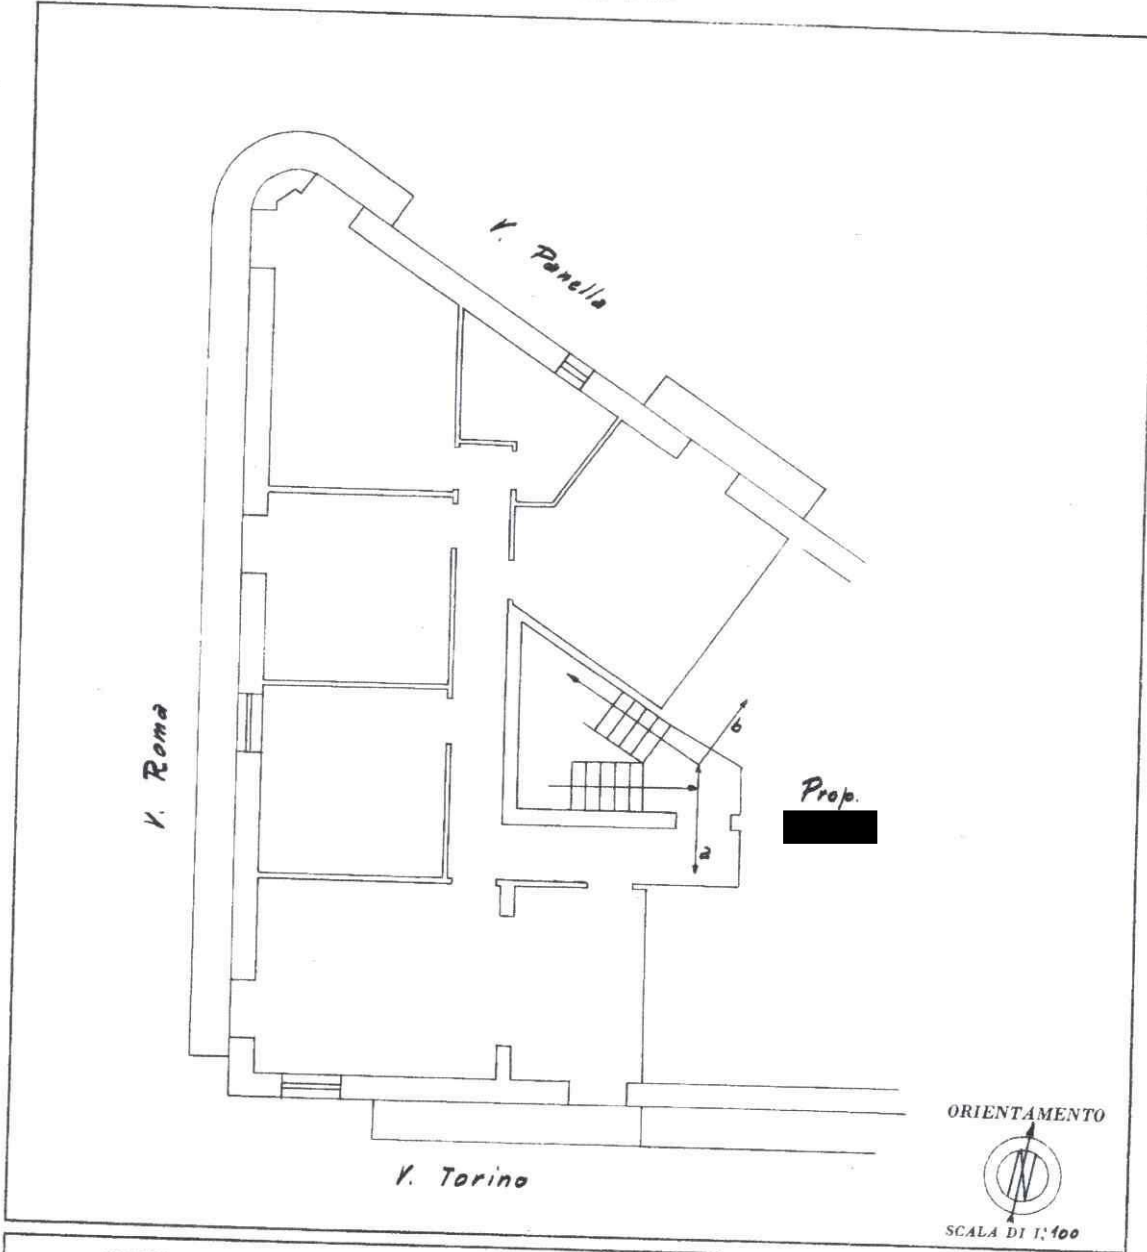 V. Panella
V. Roma
b
Prop.
a
V. Torino
ORIENTAMENTO
N
SCALA DI 1:100